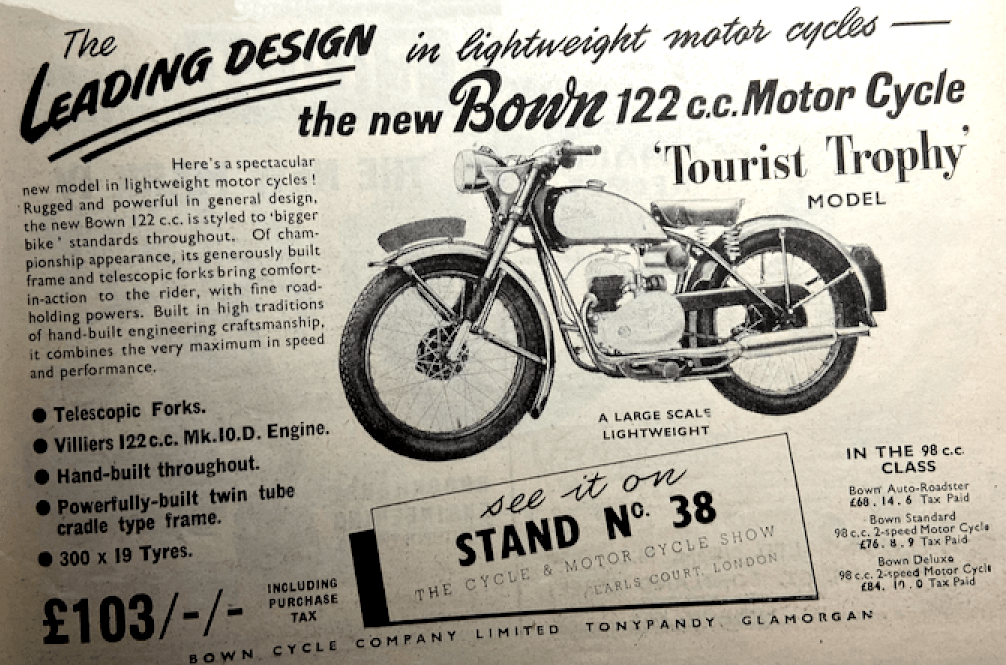 The
LEADING DESIGN in lightweight motor cycles —
the new Bown 122 c.c. Motor Cycle
'Tourist Trophy'
MODEL
Here's a spectacular
new model in lightweight motor cycles !
Rugged and powerful in general design,
the new Bown 122 c.c. is styled to 'bigger
bike' standards throughout. Of cham-
pionship appearance, its generously built
frame and telescopic forks bring comfort-
in-action to the rider, with fine road-
holding powers. Built in high traditions
of hand-built engineering craftsmanship,
it combines the very maximum in speed
and performance.
● Telescopic Forks.
● Villiers 122 c.c. Mk.10.D. Engine.
● Hand-built throughout.
● Powerfully-built twin tube
cradle type frame.
● 300 x 19 Tyres.
£103/-/-
INCLUDING
PURCHASE
TAX
A LARGE SCALE
LIGHTWEIGHT
see it on
STAND No. 38
THE CYCLE & MOTOR CYCLE SHOW
EARLS COURT, LONDON
IN THE 98 c.c.
CLASS
Bown Auto-Roadster
£68 . 14 . 6 Tax Paid
Bown Standard
98 c.c. 2-speed Motor Cycle
£76 . 8 . 9 Tax Paid
Bown Deluxe
98 c.c. 2-speed Motor Cycle
£84. 0 Tax Paid
BOWN CYCLE COMPANY LIMITED TONYPANDY, GLAMORGAN